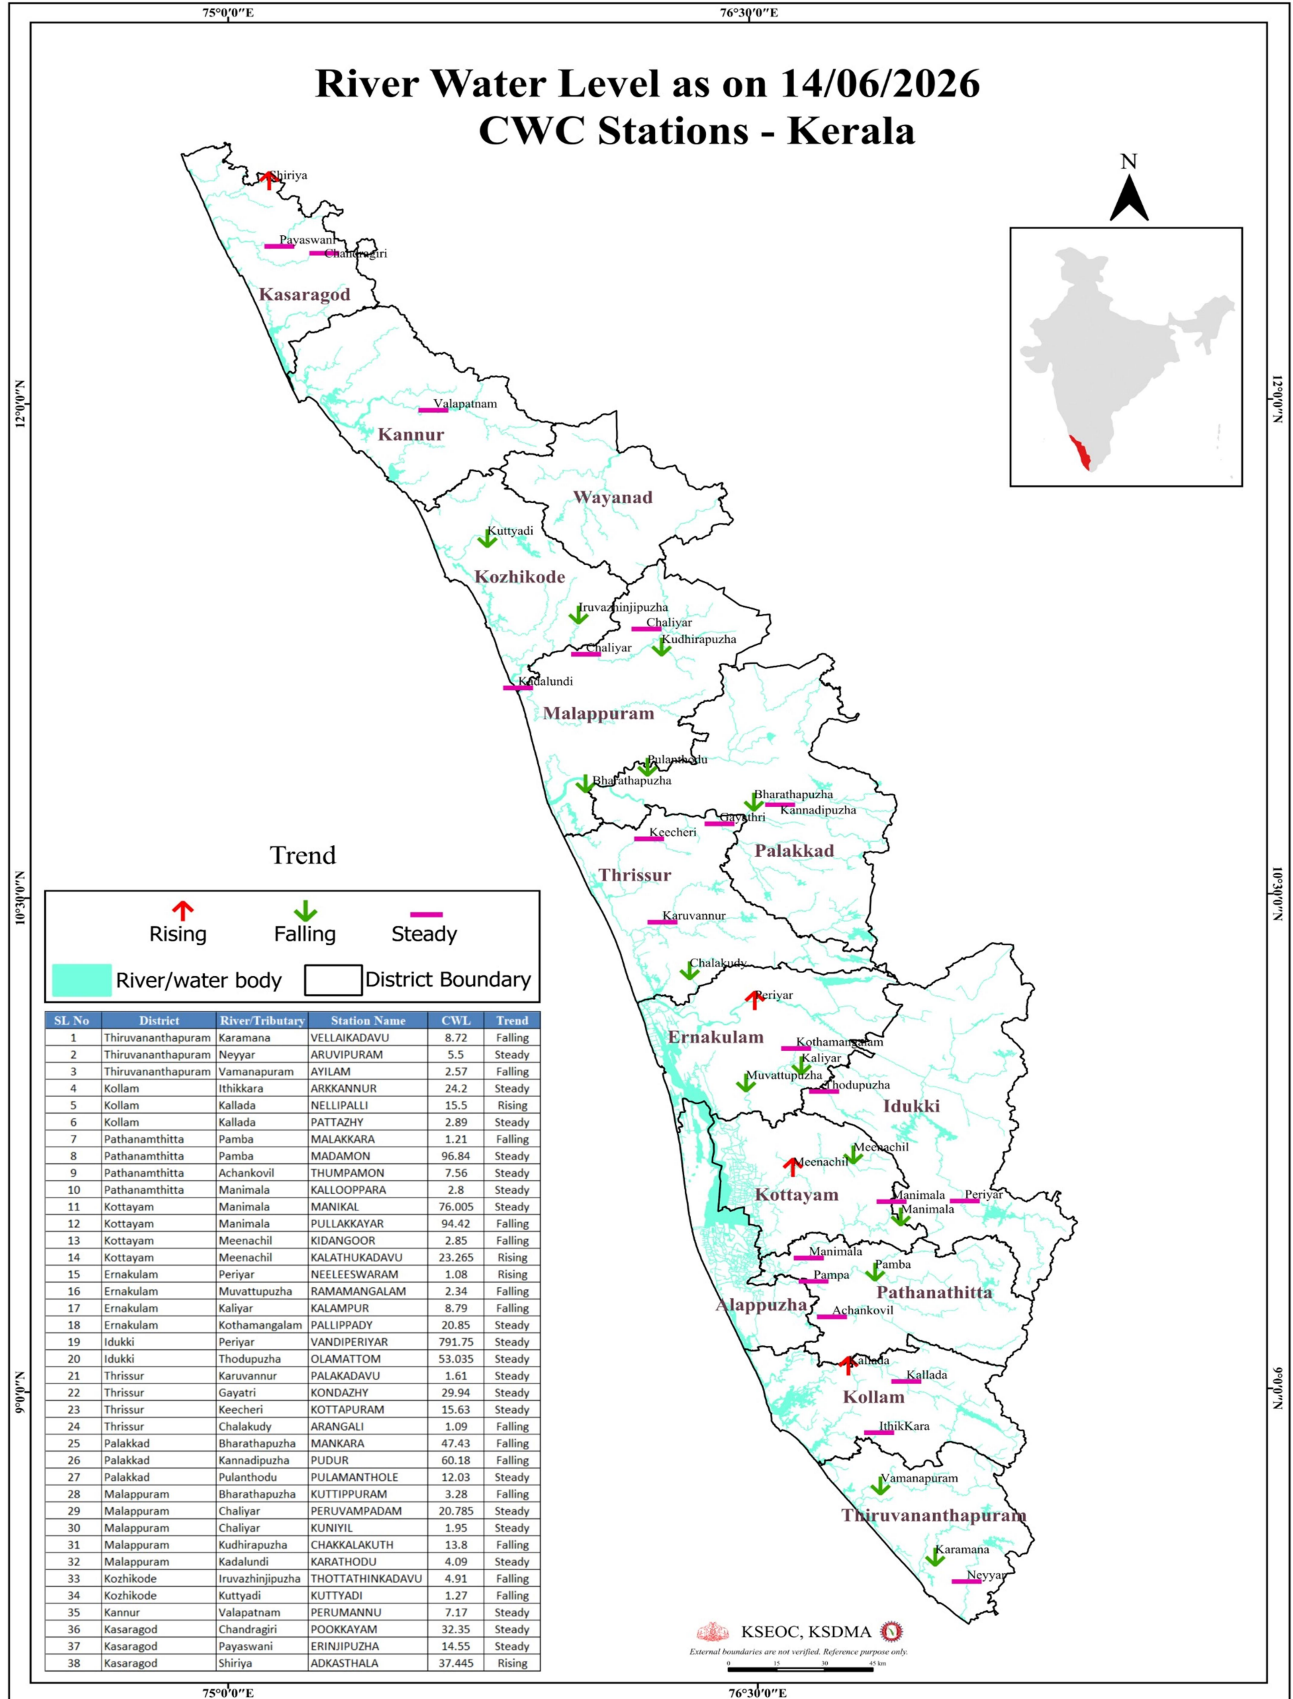 75°0'0"E 76°30'0"E
River Water Level as on 14/06/2026
CWC Stations - Kerala
N
Shiriya
Payaswani
Chandragiri
Kasaragod
12°0'0"N 12°0'0"N
Valapatnam
Kannur
Wayanad
Kuttyadi
Kozhikode
Iruvazhinjipuzha
Chaliyar
Kudhirapuzha
Chaliyar
Kadalundi
Malappuram
Pulanthodu
Bharathapuzha
Bharathapuzha
Kannadipuzha
Gayathri
Keecheri
Palakkad
Thrissur
10°30'0"N 10°30'0"N
Karuvannur
Chalakudy
Periyar
Ernakulam
Kothamangalam
Kaliyar
Muvattupuzha
Thodupuzha
Idukki
Meenachil
Meenachil
Kottayam
Manimala
Periyar
Manimala
Manimala
Pamba
Pampa
Pathanathitta
Alappuzha
Achankovil
Kallada
Kallada
Kollam
9°0'0"N 9°0'0"N
IthikKara
Vamanapuram
Thiruvananthapuram
Karamana
Neyyar
Trend
Rising Falling Steady
River/water body District Boundary
SL No District River/Tributary Station Name CWL Trend
1 Thiruvananthapuram Karamana VELLAIKADAVU 8.72 Falling
2 Thiruvananthapuram Neyyar ARUVIPURAM 5.5 Steady
3 Thiruvananthapuram Vamanapuram AYILAM 2.57 Falling
4 Kollam Ithikkara ARKKANNUR 24.2 Steady
5 Kollam Kallada NELLIPALLI 15.5 Rising
6 Kollam Kallada PATTAZHY 2.89 Steady
7 Pathanamthitta Pamba MALAKKARA 1.21 Falling
8 Pathanamthitta Pamba MADAMON 96.84 Steady
9 Pathanamthitta Achankovil THUMPAMON 7.56 Steady
10 Pathanamthitta Manimala KALLOOPPARA 2.8 Steady
11 Kottayam Manimala MANIKAL 76.005 Steady
12 Kottayam Manimala PULLAKKAYAR 94.42 Falling
13 Kottayam Meenachil KIDANGOOR 2.85 Falling
14 Kottayam Meenachil KALATHUKADAVU 23.265 Rising
15 Ernakulam Periyar NEELEESWARAM 1.08 Rising
16 Ernakulam Muvattupuzha RAMAMANGALAM 2.34 Falling
17 Ernakulam Kaliyar KALAMPUR 8.79 Falling
18 Ernakulam Kothamangalam PALLIPPADY 20.85 Steady
19 Idukki Periyar VANDIPERIYAR 791.75 Steady
20 Idukki Thodupuzha OLAMATTOM 53.035 Steady
21 Thrissur Karuvannur PALAKADAVU 1.61 Steady
22 Thrissur Gayatri KONDAZHY 29.94 Steady
23 Thrissur Keecheri KOTTAPURAM 15.63 Steady
24 Thrissur Chalakudy ARANGALI 1.09 Falling
25 Palakkad Bharathapuzha MANKARA 47.43 Falling
26 Palakkad Kannadipuzha PUDUR 60.18 Falling
27 Palakkad Pulanthodu PULAMANTHOLE 12.03 Steady
28 Malappuram Bharathapuzha KUTTIPPURAM 3.28 Falling
29 Malappuram Chaliyar PERUVAMPADAM 20.785 Steady
30 Malappuram Chaliyar KUNIYIL 1.95 Steady
31 Malappuram Kudhirapuzha CHAKKALAKUTH 13.8 Falling
32 Malappuram Kadalundi KARATHODU 4.09 Steady
33 Kozhikode Iruvazhinjipuzha THOTTATHINKADAVU 4.91 Falling
34 Kozhikode Kuttyadi KUTTYADI 1.27 Falling
35 Kannur Valapatnam PERUMANNU 7.17 Steady
36 Kasaragod Chandragiri POOKKAYAM 32.35 Steady
37 Kasaragod Payaswani ERINJIPUZHA 14.55 Steady
38 Kasaragod Shiriya ADKASTHALA 37.445 Rising
KSEOC, KSDMA
External boundaries are not verified. Reference purpose only.
0 15 30 45 km
75°0'0"E 76°30'0"E